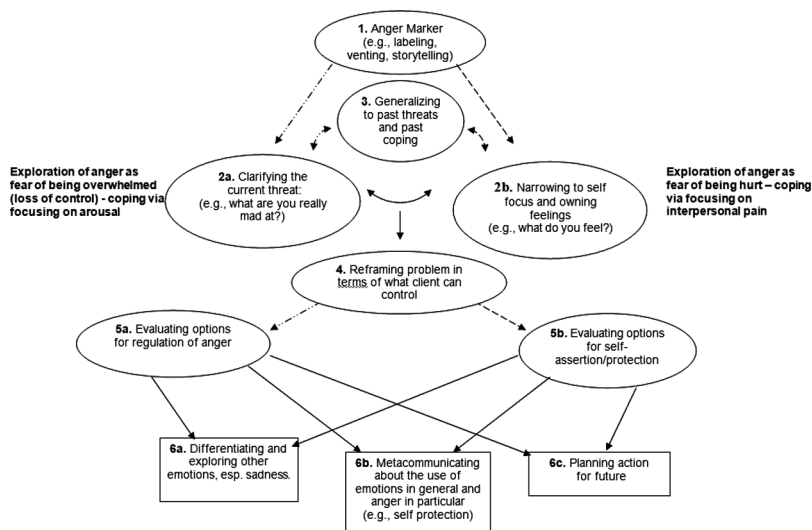 1. Anger Marker
(e.g., labeling,
venting, storytelling)
3. Generalizing
to past threats
and past
coping
Exploration of anger as
fear of being overwhelmed
(loss of control) - coping via
focusing on arousal
2a. Clarifying the
current threat:
(e.g., what are you really
mad at?)
2b. Narrowing to self
focus and owning
feelings
(e.g., what do you feel?)
Exploration of anger as
fear of being hurt – coping
via focusing on
interpersonal pain
4. Reframing problem in
terms of what client can
control
5a. Evaluating options
for regulation of anger
5b. Evaluating options
for self-
assertion/protection
6a. Differentiating and
exploring other
emotions, esp. sadness.
6b. Metacommunicating
about the use of
emotions in general and
anger in particular
(e.g., self protection)
6c. Planning action
for future